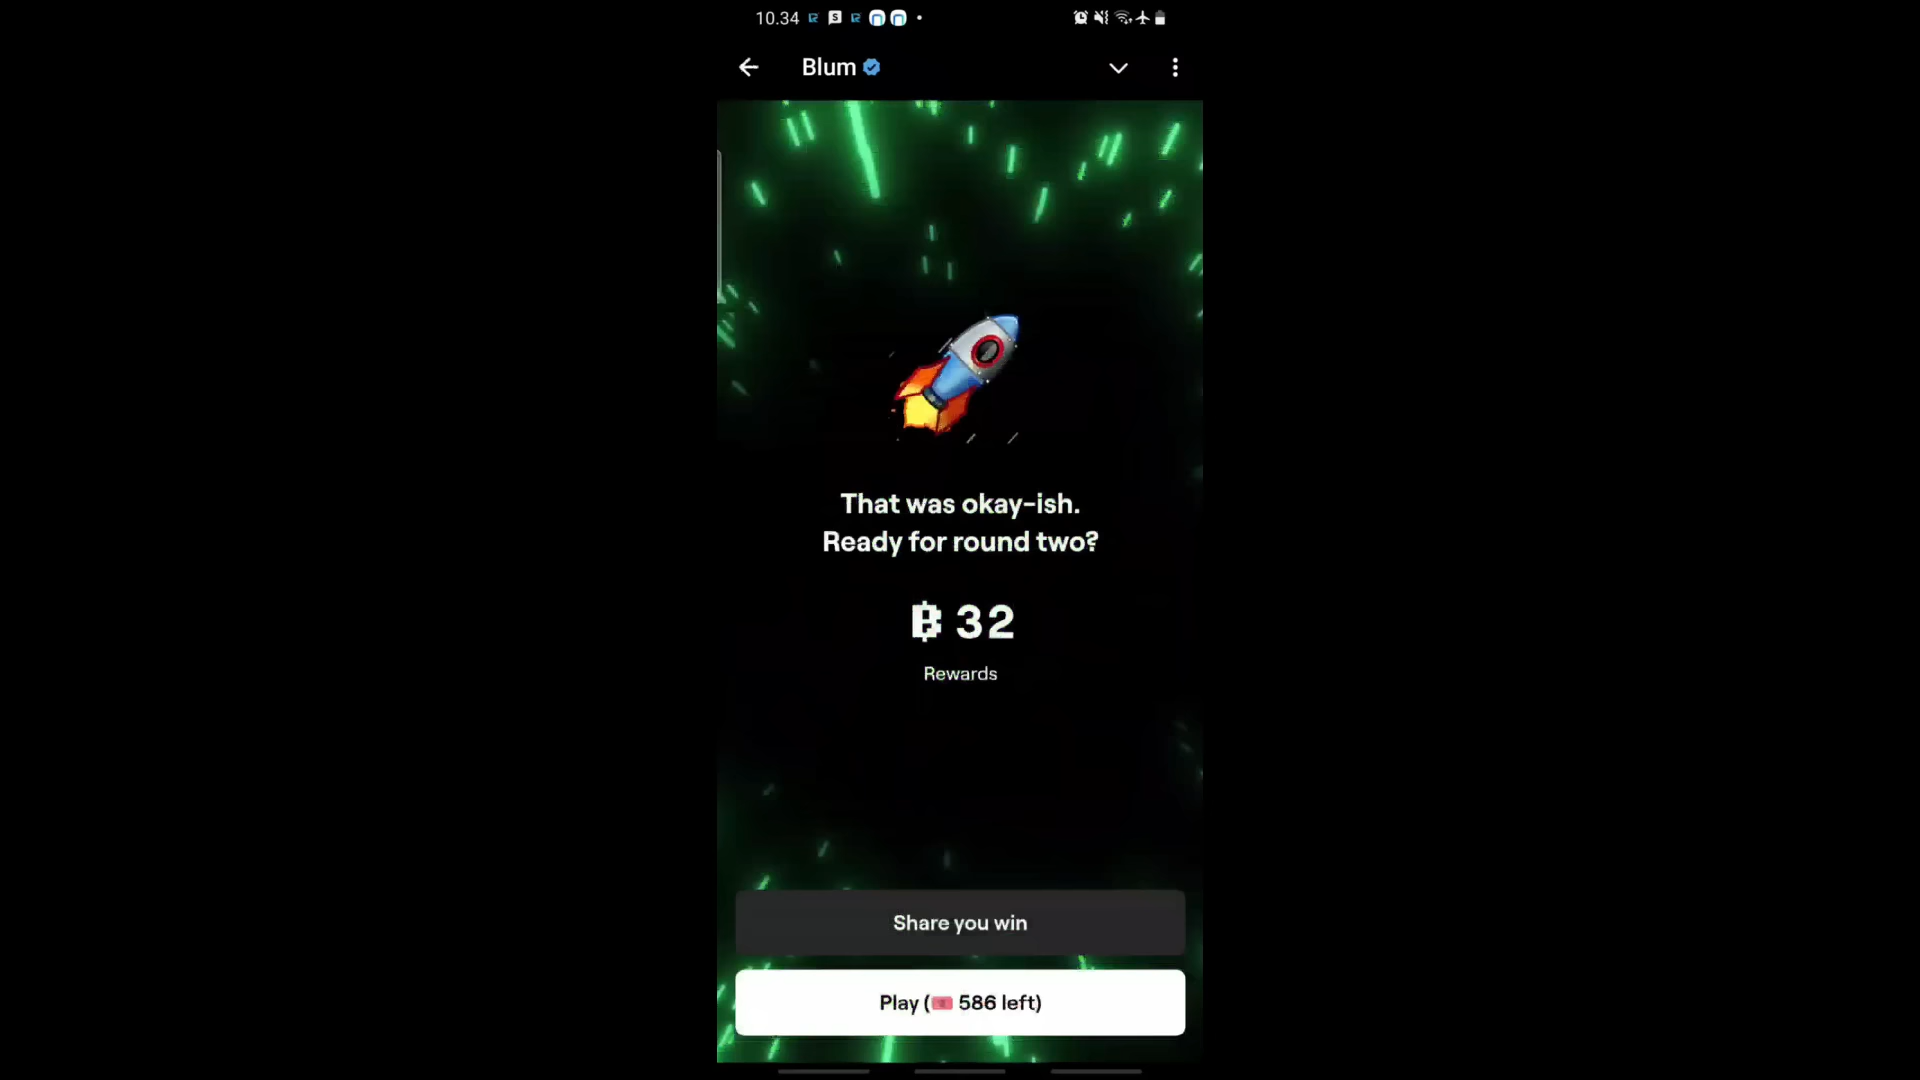 10.34
Blum
That was okay-ish.
Ready for round two?
32
Rewards
Share you win
Play (🎟 586 left)